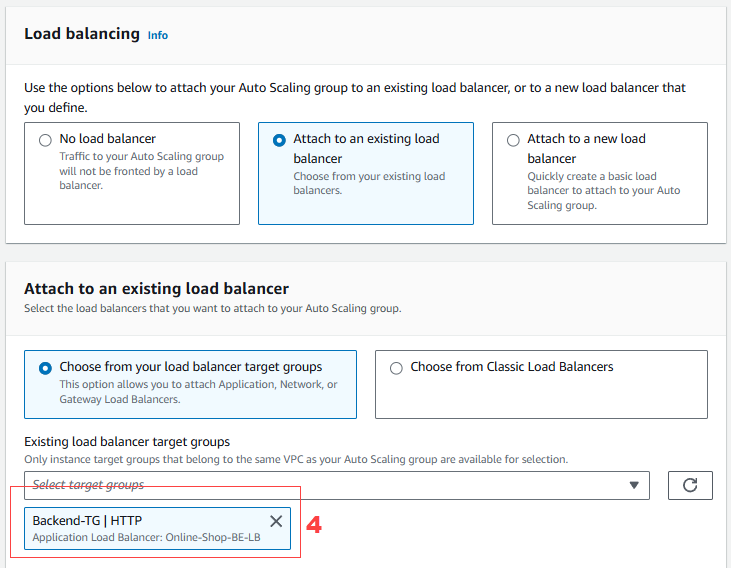 Load balancing Info
Use the options below to attach your Auto Scaling group to an existing load balancer, or to a new load balancer that
you define.
No load balancer
Traffic to your Auto Scaling group
will not be fronted by a load
balancer.
Attach to an existing load
balancer
Choose from your existing load
balancers.
Attach to a new load
balancer
Quickly create a basic load
balancer to attach to your Auto
Scaling group.
Attach to an existing load balancer
Select the load balancers that you want to attach to your Auto Scaling group.
Choose from your load balancer target groups
This option allows you to attach Application, Network, or
Gateway Load Balancers.
Choose from Classic Load Balancers
Existing load balancer target groups
Only instance target groups that belong to the same VPC as your Auto Scaling group are available for selection.
Select target groups
Backend-TG | HTTP
Application Load Balancer: Online-Shop-BE-LB
4